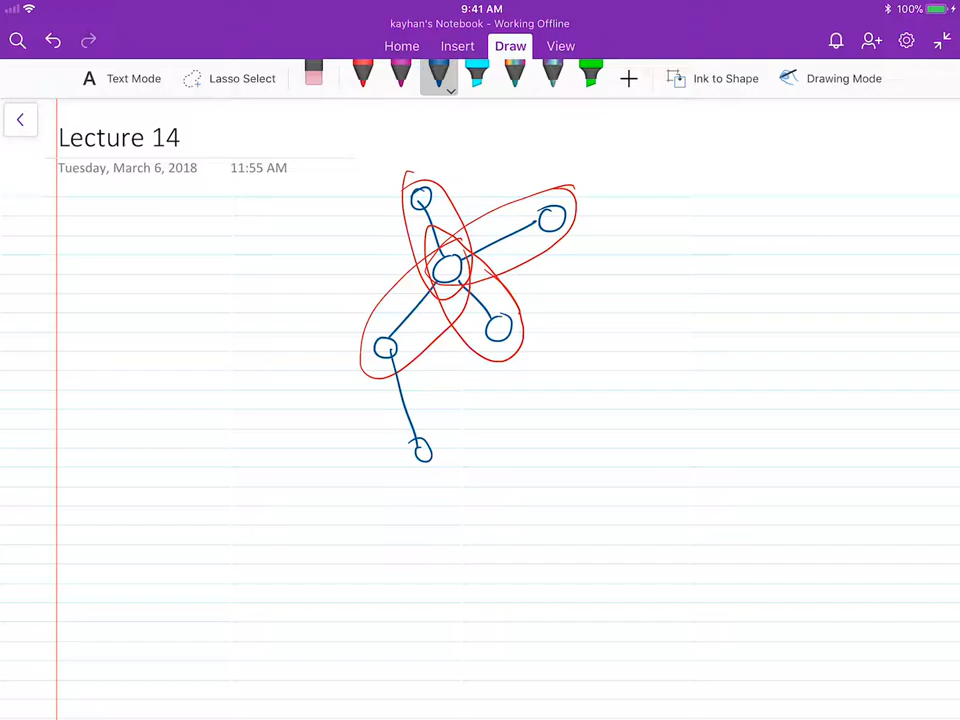 9:41 AM
100%
kayhan's Notebook - Working Offline
Home Insert Draw View
A Text Mode Lasso Select Ink to Shape Drawing Mode
Lecture 14
Tuesday, March 6, 2018 11:55 AM